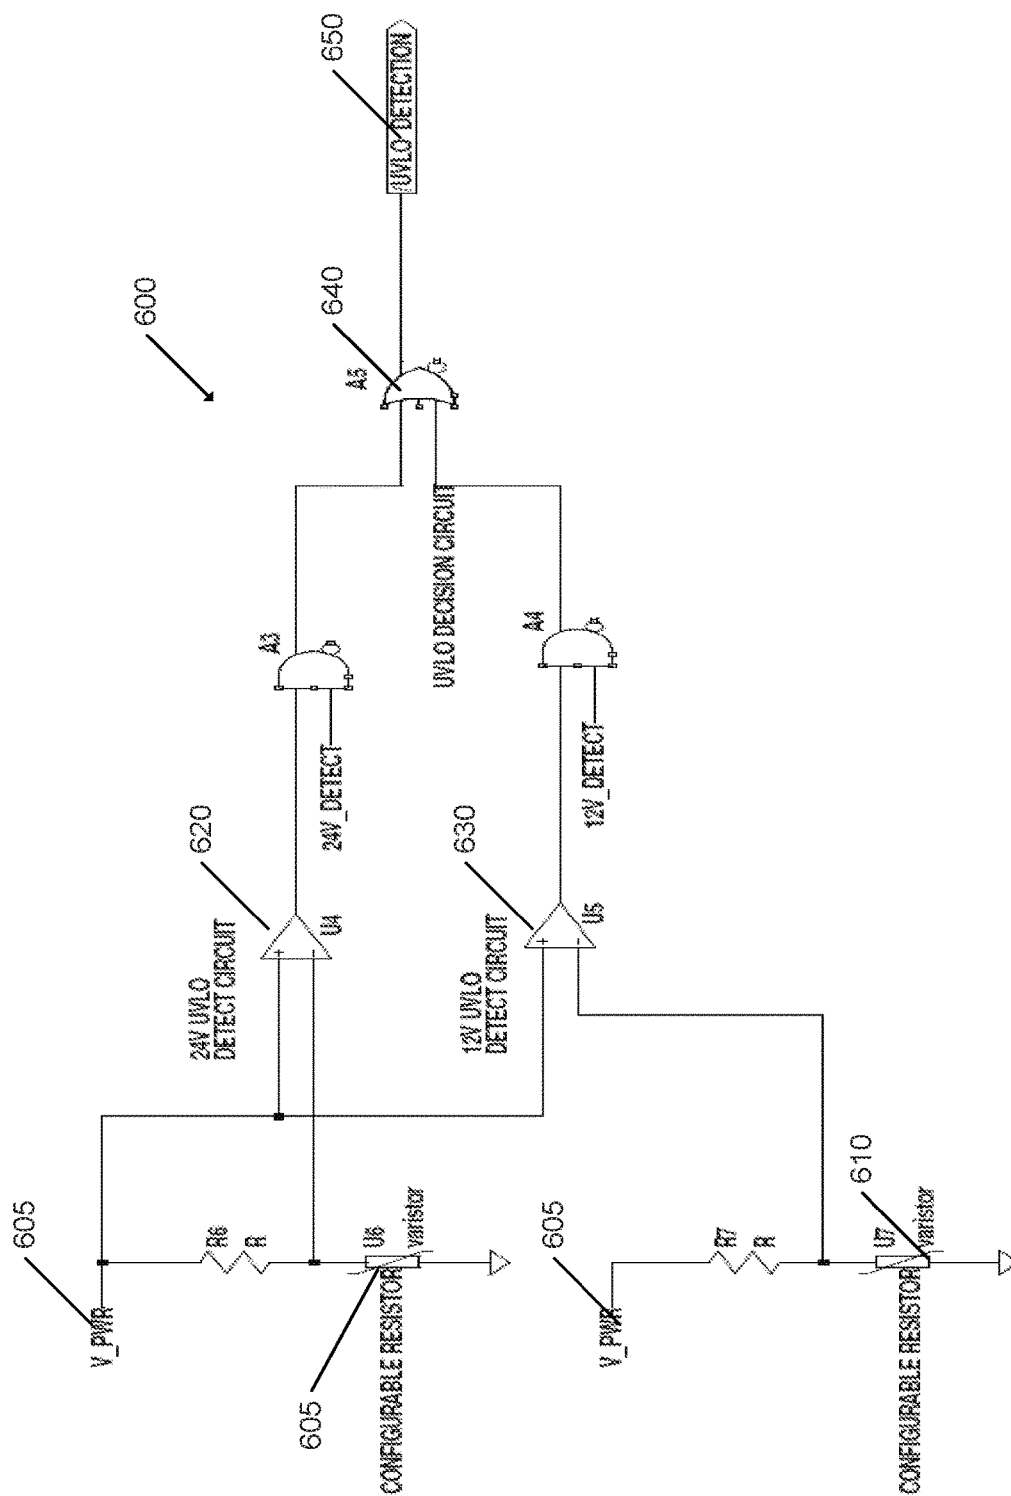 600
605
V_PWR
R6
R
U6
varistor
605
CONFIGURABLE RESISTOR
24V UVLO
DETECT CIRCUIT
620
+
-
U4
24V_DETECT
A3
605
V_PWR
R7
R
U7
varistor
610
CONFIGURABLE RESISTOR
12V UVLO
DETECT CIRCUIT
630
+
-
U5
12V_DETECT
A4
UVLO DECISION CIRCUIT
A5
640
UVLO DETECTION
650